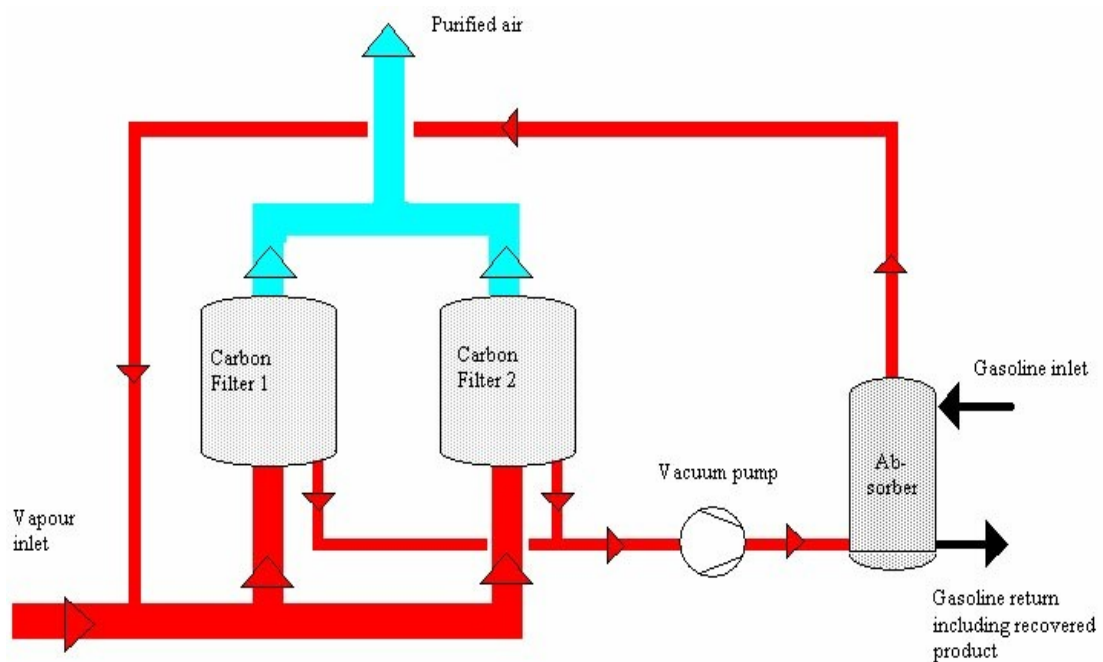 Purified air
Carbon
Filter 1
Carbon
Filter 2
Gasoline inlet
Vacuum pump
Ab-
sorber
Vapour
inlet
Gasoline return
including recovered
product